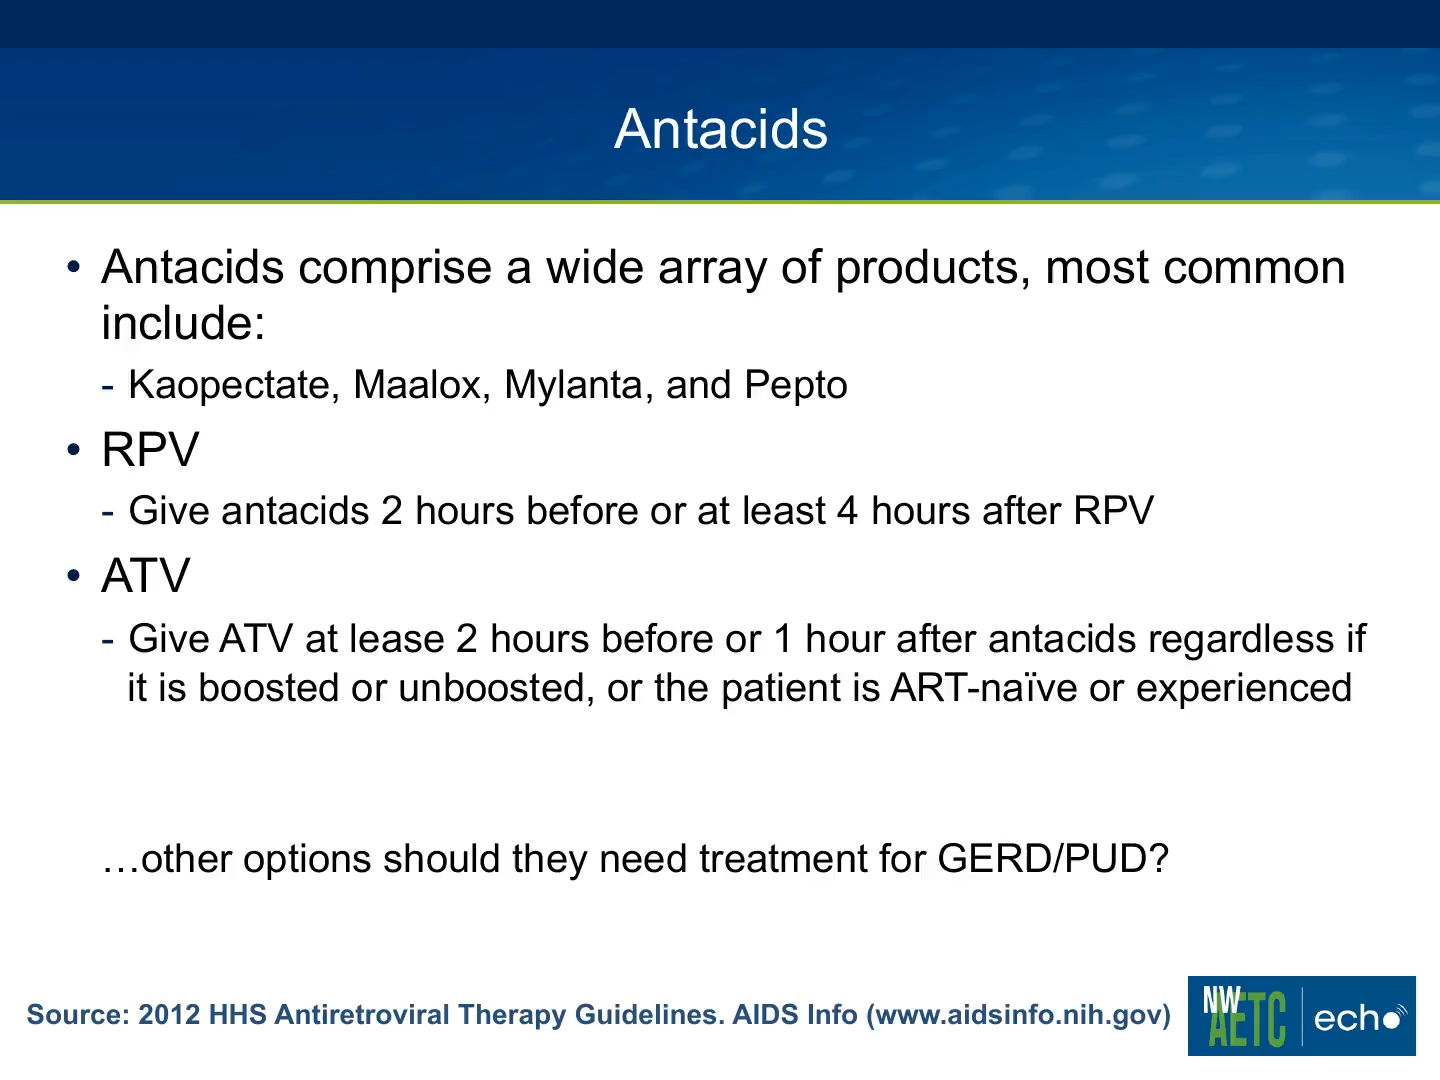 Antacids
• Antacids comprise a wide array of products, most common
include:
- Kaopectate, Maalox, Mylanta, and Pepto
• RPV
- Give antacids 2 hours before or at least 4 hours after RPV
• ATV
- Give ATV at lease 2 hours before or 1 hour after antacids regardless if
it is boosted or unboosted, or the patient is ART-naïve or experienced
…other options should they need treatment for GERD/PUD?
Source: 2012 HHS Antiretroviral Therapy Guidelines. AIDS Info (www.aidsinfo.nih.gov)
NW
AETC
echo